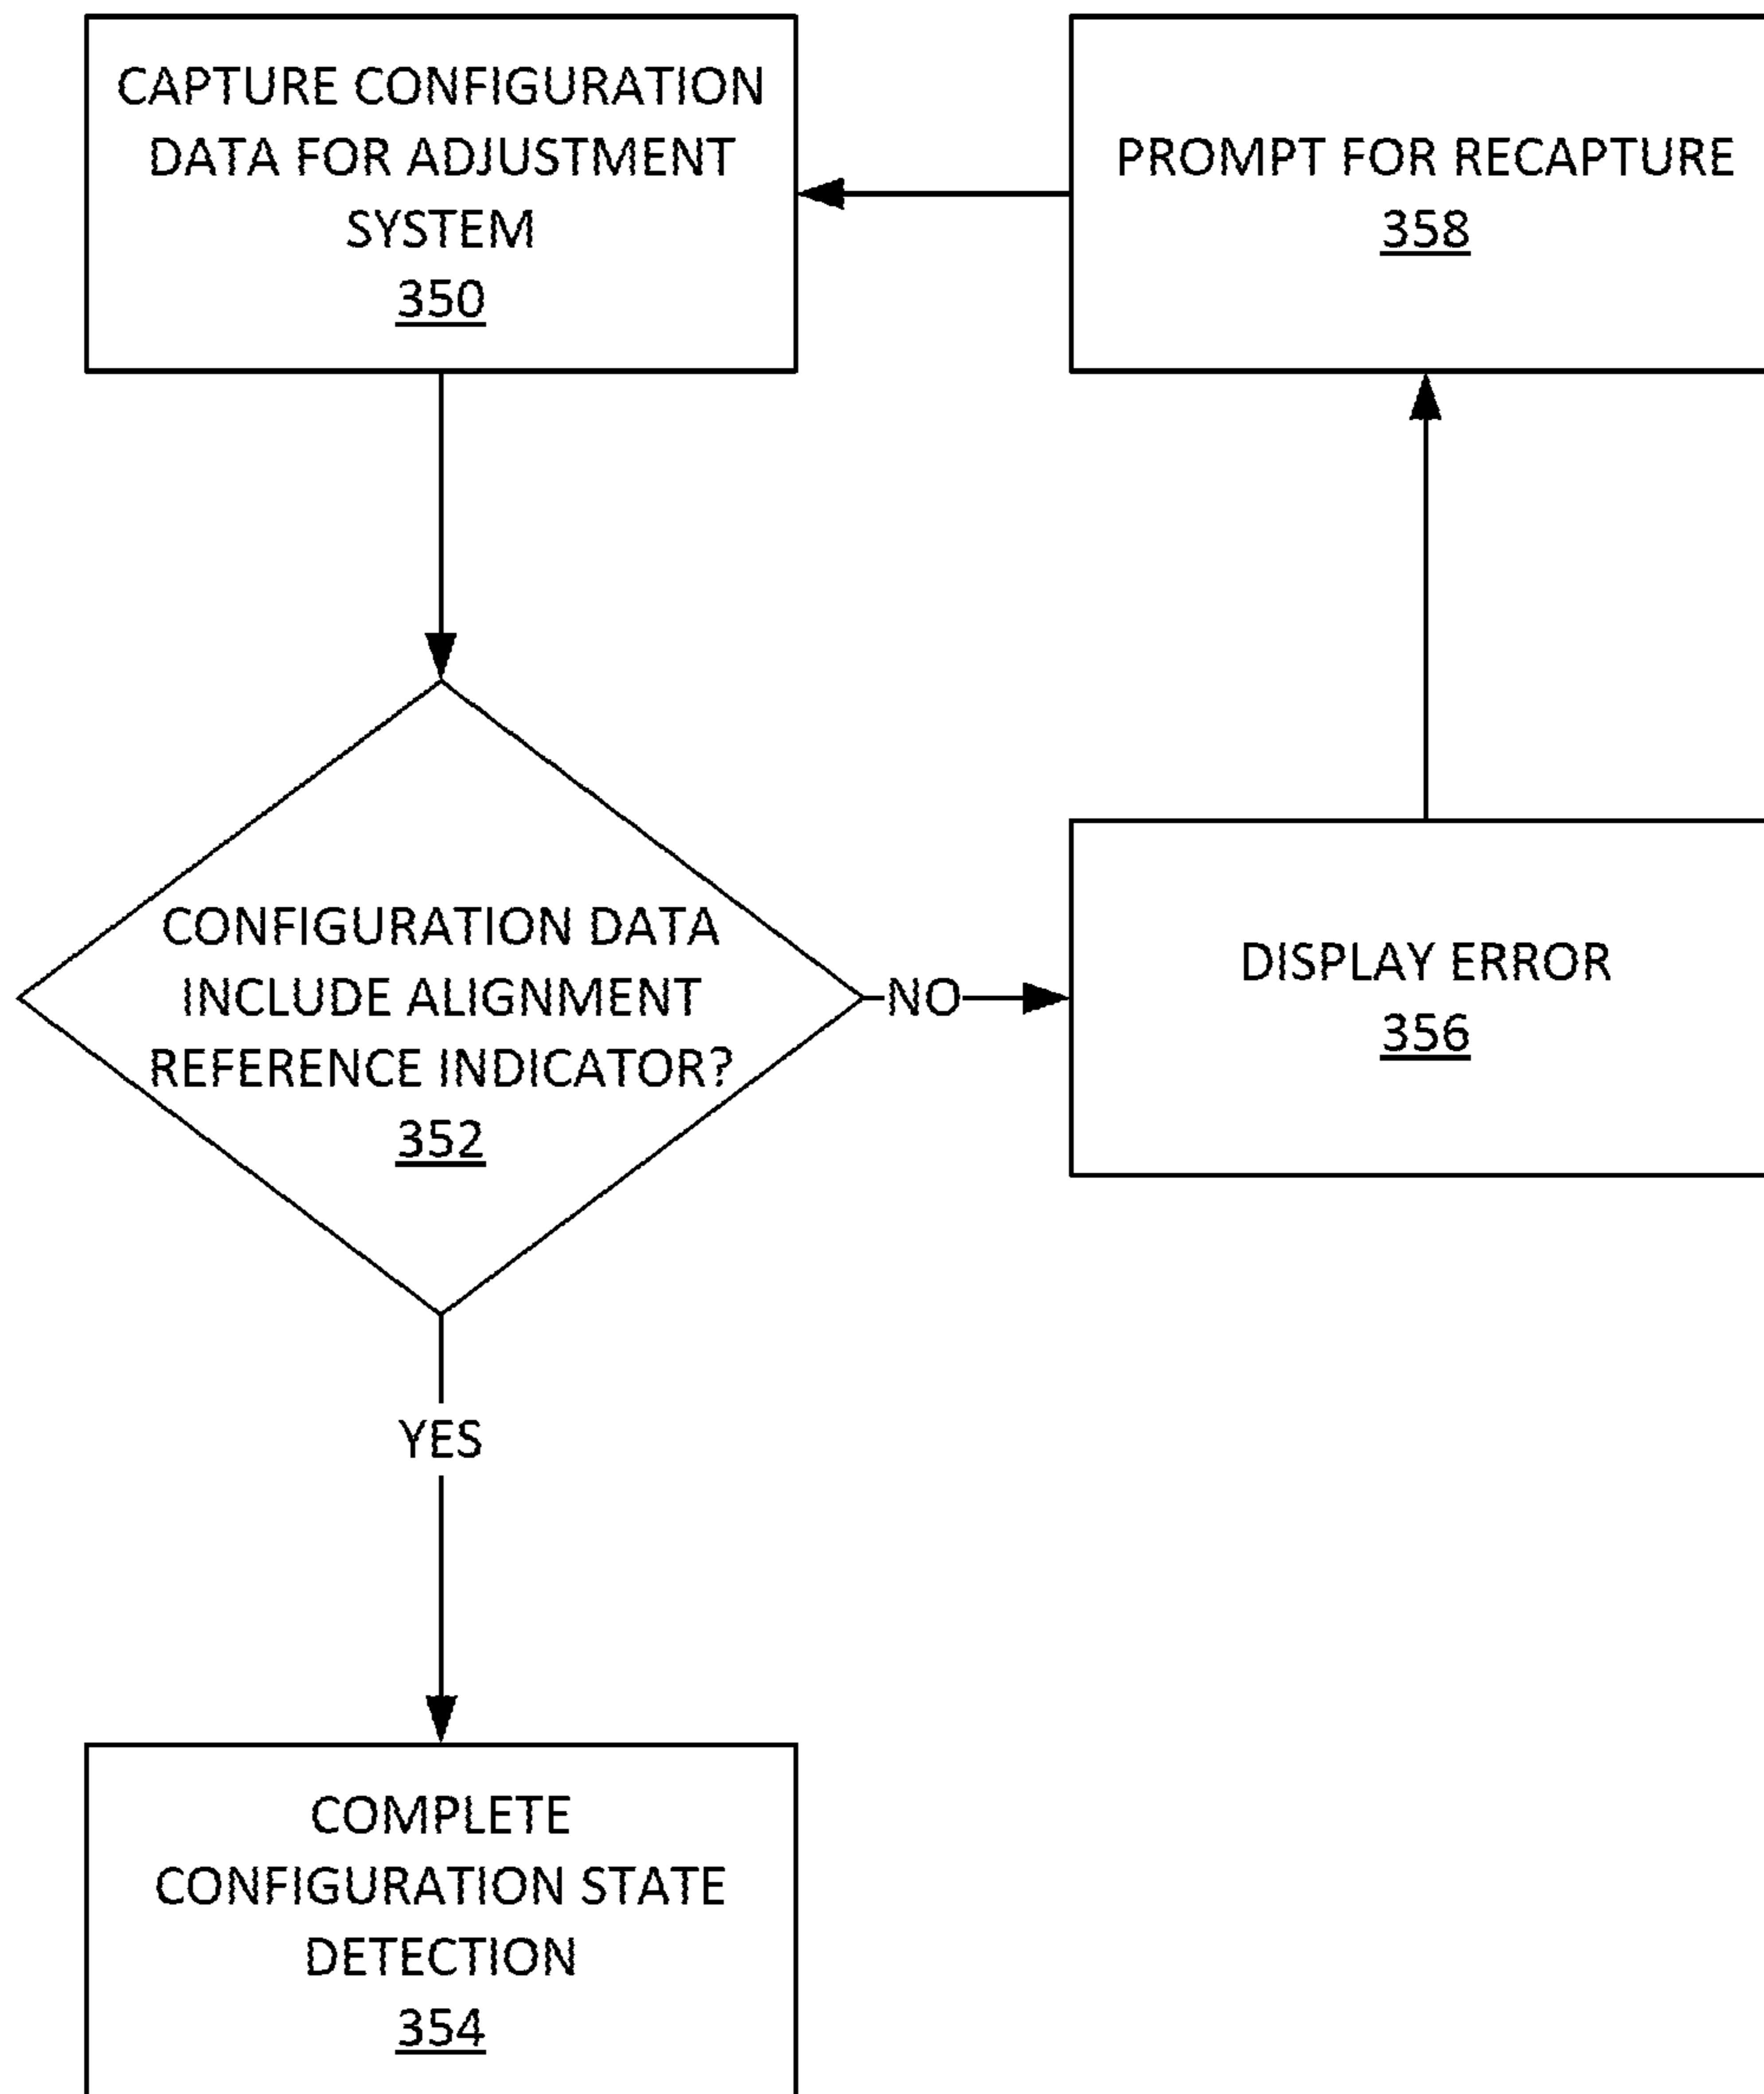 CAPTURE CONFIGURATION
DATA FOR ADJUSTMENT
SYSTEM
350
PROMPT FOR RECAPTURE
358
CONFIGURATION DATA
INCLUDE ALIGNMENT
REFERENCE INDICATOR?
352
NO
DISPLAY ERROR
356
YES
COMPLETE
CONFIGURATION STATE
DETECTION
354